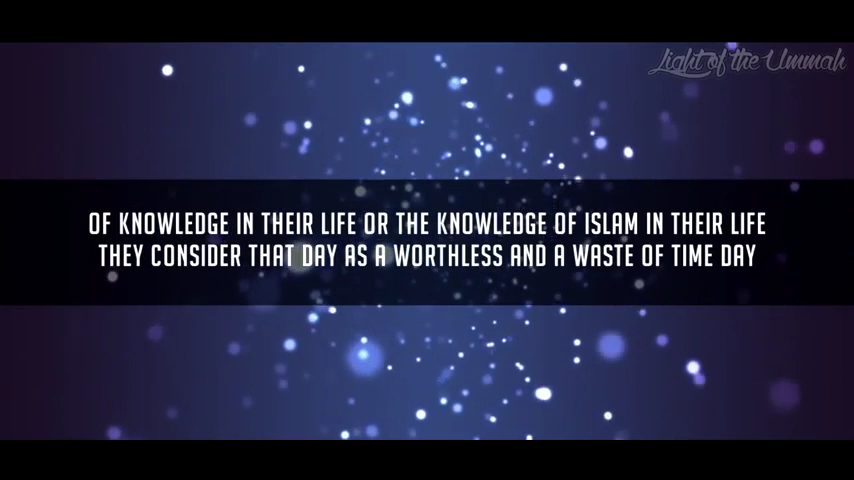 Light of the Ummah
OF KNOWLEDGE IN THEIR LIFE OR THE KNOWLEDGE OF ISLAM IN THEIR LIFE
THEY CONSIDER THAT DAY AS A WORTHLESS AND A WASTE OF TIME DAY